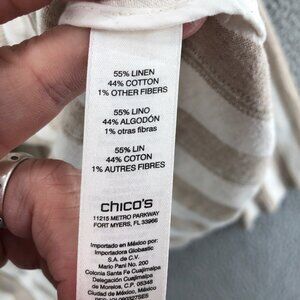 55% LINEN
44% COTTON
1% OTHER FIBERS
55% LINO
44% ALGODÓN
1% otras fibras
55% LIN
44% COTON
1% AUTRES FIBRES
chico's
11215 METRO PARKWAY
FORT MYERS, FL 33966
Importado en México por:
Importadora Globastic
S.A. de C.V.
Mario Pani No. 200
Colonia Santa Fe Cuajimalpa
Delegación Cuajimalpa
de Morelos, C.P. 05348
Ciudad de México, México